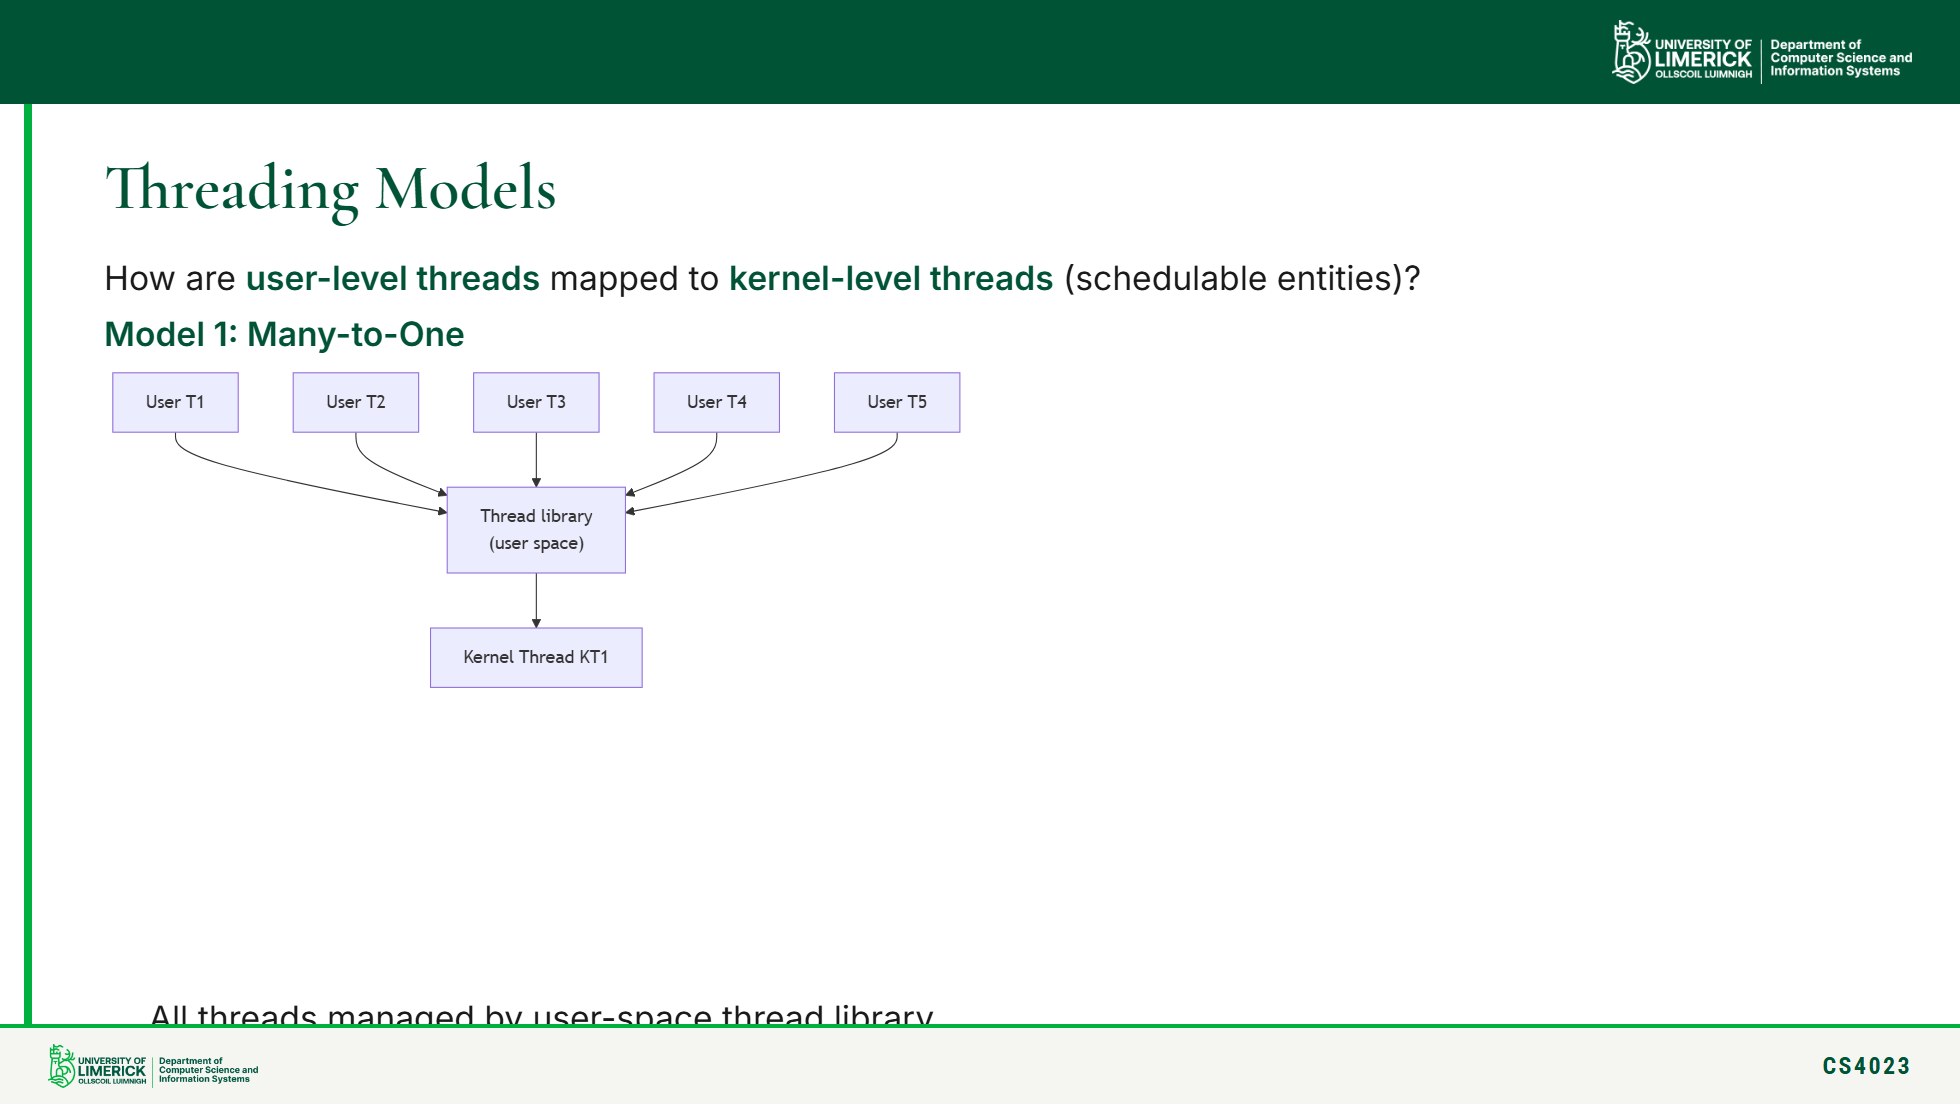 UNIVERSITY OF
LIMERICK
OLLSCOIL LUIMNIGH
Department of
Computer Science and
Information Systems
Threading Models
How are user-level threads mapped to kernel-level threads (schedulable entities)?
Model 1: Many-to-One
User T1
User T2
User T3
User T4
User T5
Thread library
(user space)
Kernel Thread KT1
All threads managed by user-space thread library
UNIVERSITY OF
LIMERICK
OLLSCOIL LUIMNIGH
Department of
Computer Science and
Information Systems
CS4023